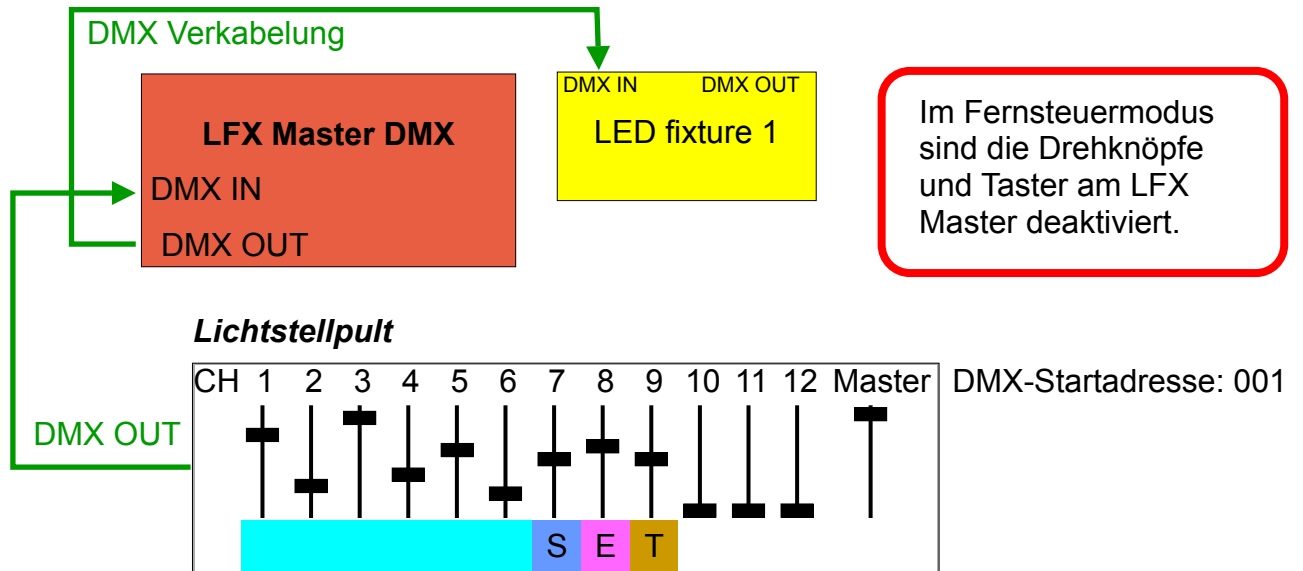 DMX Verkabelung
DMX IN DMX OUT
LED fixture 1
LFX Master DMX
DMX IN
DMX OUT
Im Fernsteuermodus
sind die Drehknöpfe
und Taster am LFX
Master deaktiviert.
Lichtstellpult
CH 1 2 3 4 5 6 7 8 9 10 11 12 Master
DMX-Startadresse: 001
DMX OUT
S E T